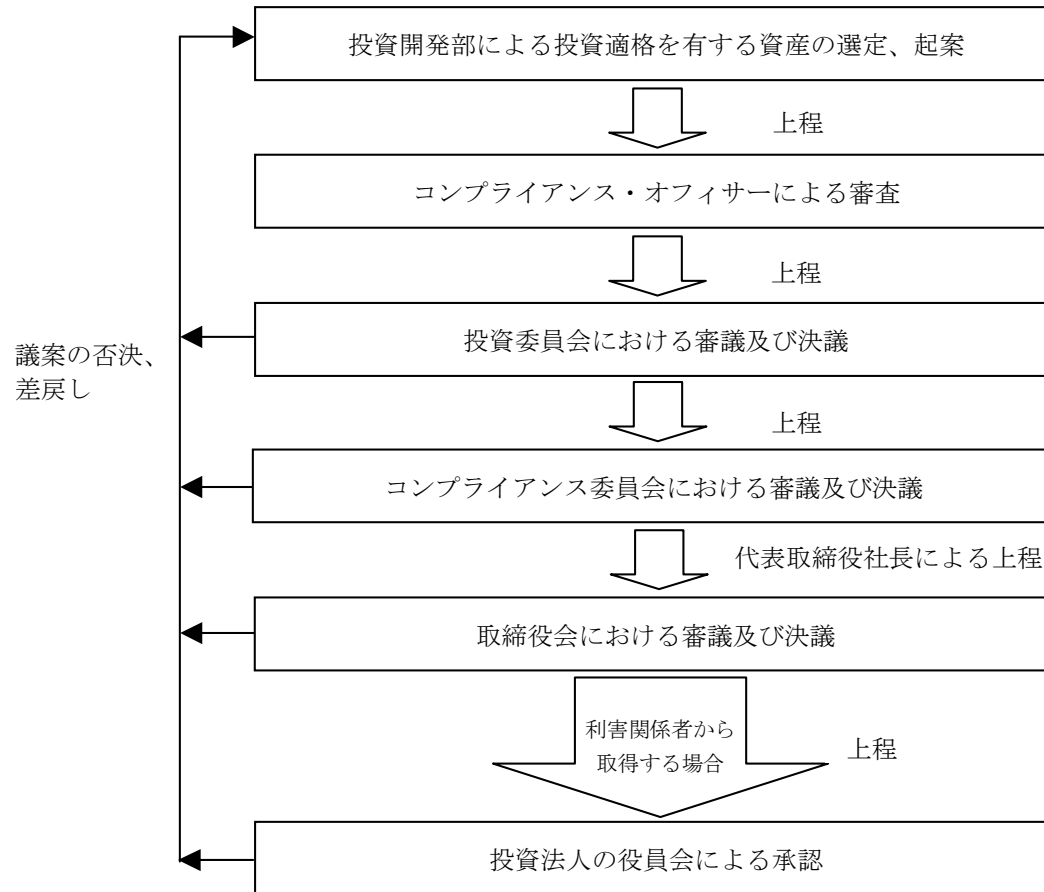 投資開発部による投資適格を有する資産の選定、起案
上程
コンプライアンス・オフィサーによる審査
上程
投資委員会における審議及び決議
議案の否決、
差戻し
上程
コンプライアンス委員会における審議及び決議
代表取締役社長による上程
取締役会における審議及び決議
利害関係者から
取得する場合
上程
投資法人の役員会による承認